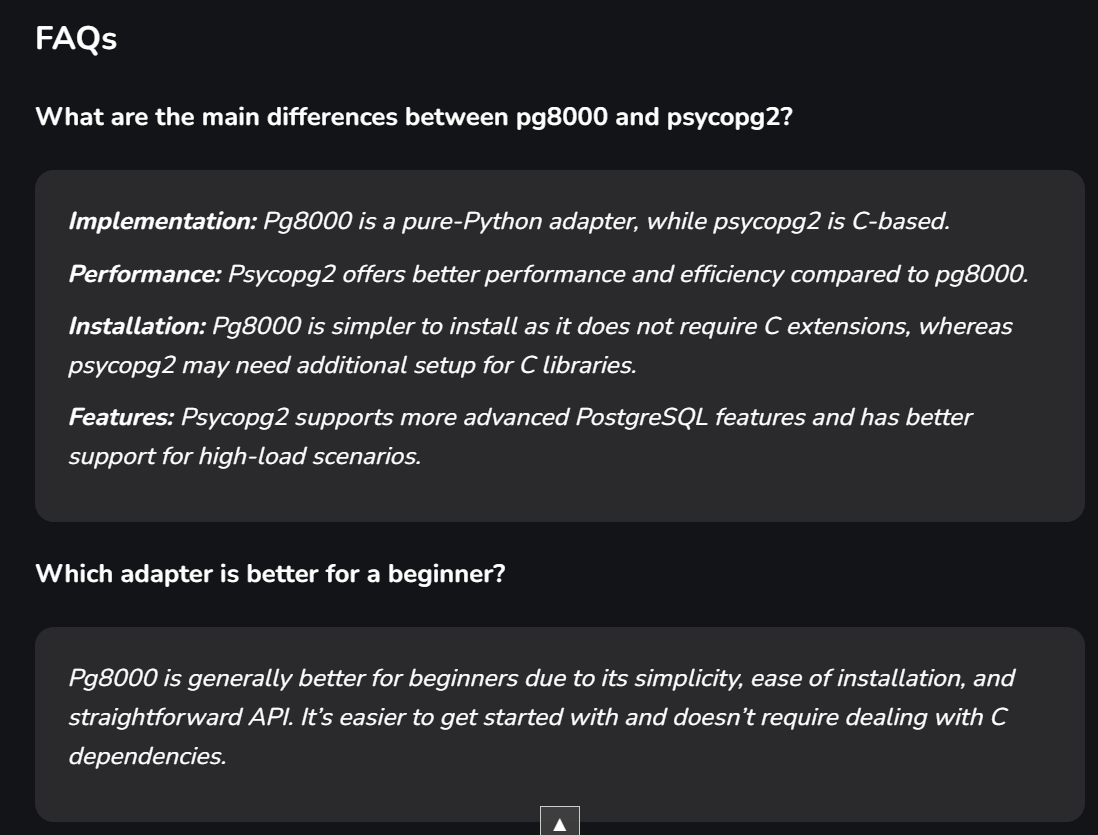 FAQs
What are the main differences between pg8000 and psycopg2?
Implementation: Pg8000 is a pure-Python adapter, while psycopg2 is C-based.
Performance: Psycopg2 offers better performance and efficiency compared to pg8000.
Installation: Pg8000 is simpler to install as it does not require C extensions, whereas
psycopg2 may need additional setup for C libraries.
Features: Psycopg2 supports more advanced PostgreSQL features and has better
support for high-load scenarios.
Which adapter is better for a beginner?
Pg8000 is generally better for beginners due to its simplicity, ease of installation, and
straightforward API. It’s easier to get started with and doesn’t require dealing with C
dependencies.